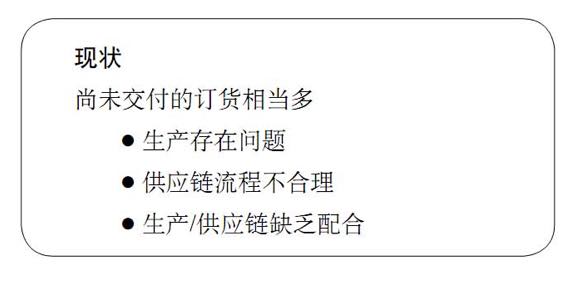 现状
尚未交付的订货相当多
● 生产存在问题
● 供应链流程不合理
● 生产/供应链缺乏配合